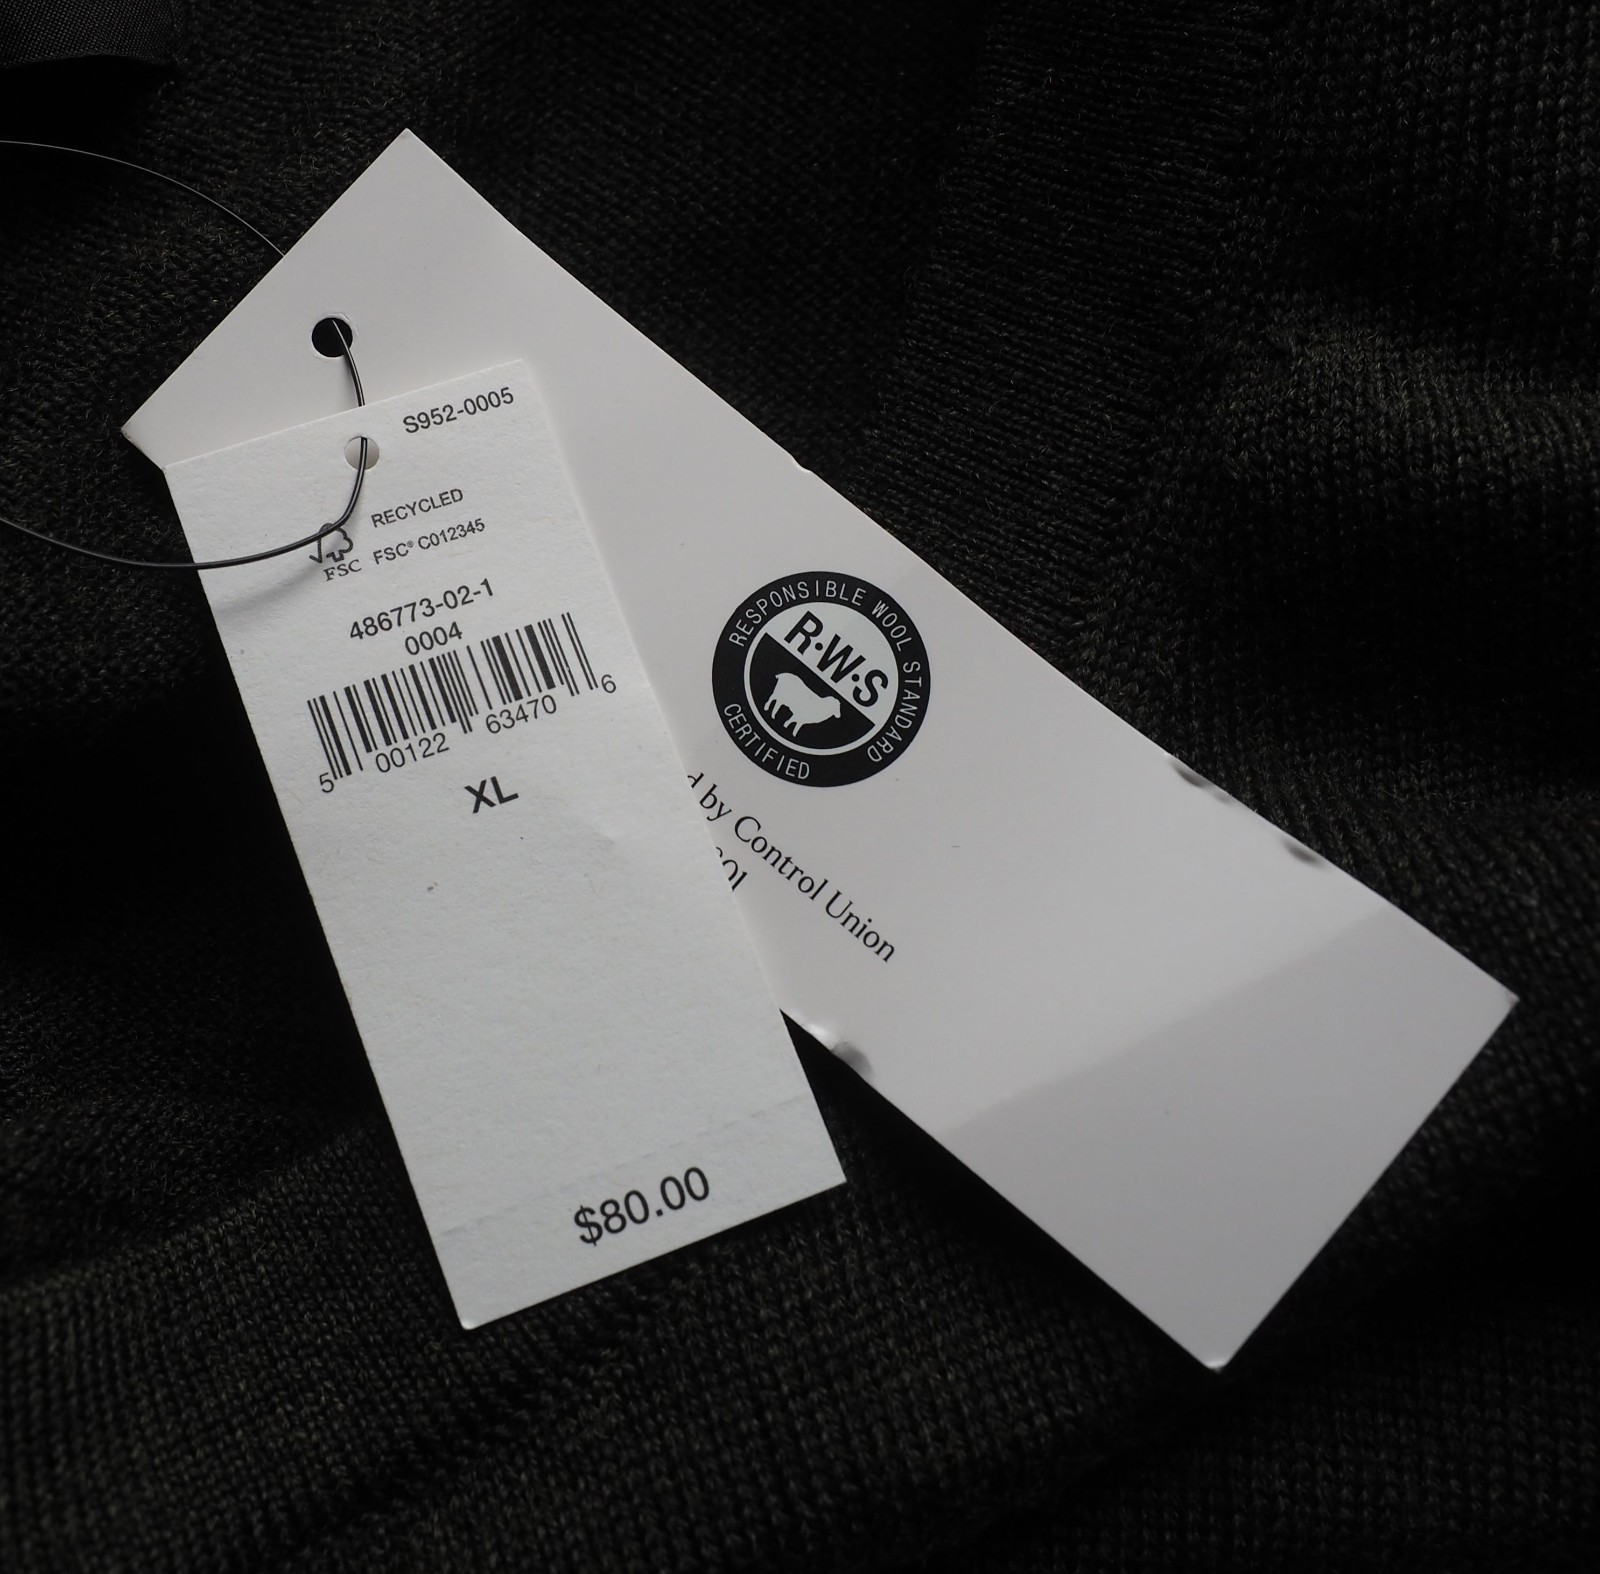 S952-0005
RECYCLED
FSC® C012345
FSC
486773-02-1
0004
5 00122 63470 6
XL
$80.00
RESPONSIBLE WOOL STANDARD
R·W·S
CERTIFIED
by Control Union